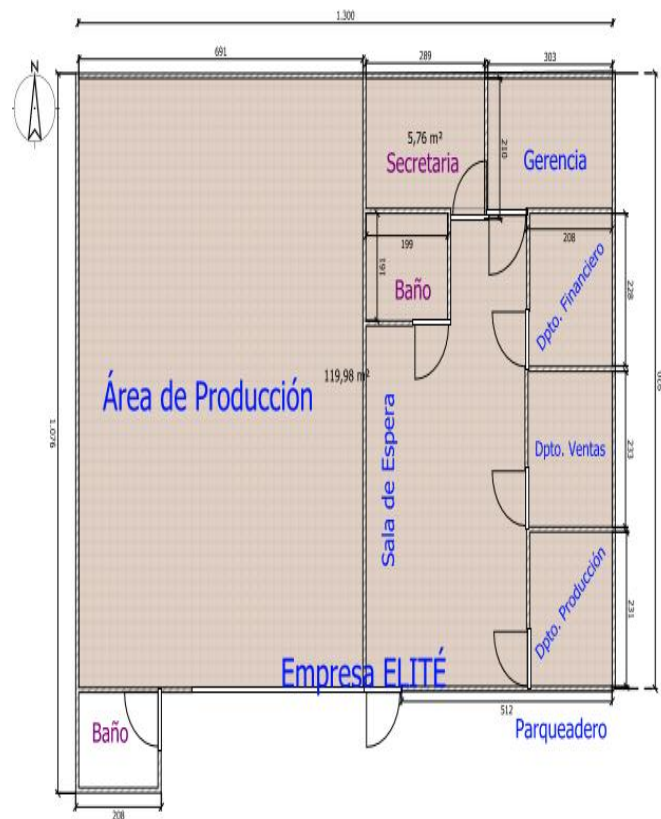 1.300
691
289
303
N
5,76 m²
Secretaria
210
Gerencia
199
161
Baño
208
Dpto. Financiero
228
119,98 m²
Área de Producción
1.076
Sala de Espera
Dpto. Ventas
233
Dpto. Producción
231
Empresa ELITÉ
512
Parqueadero
Baño
208